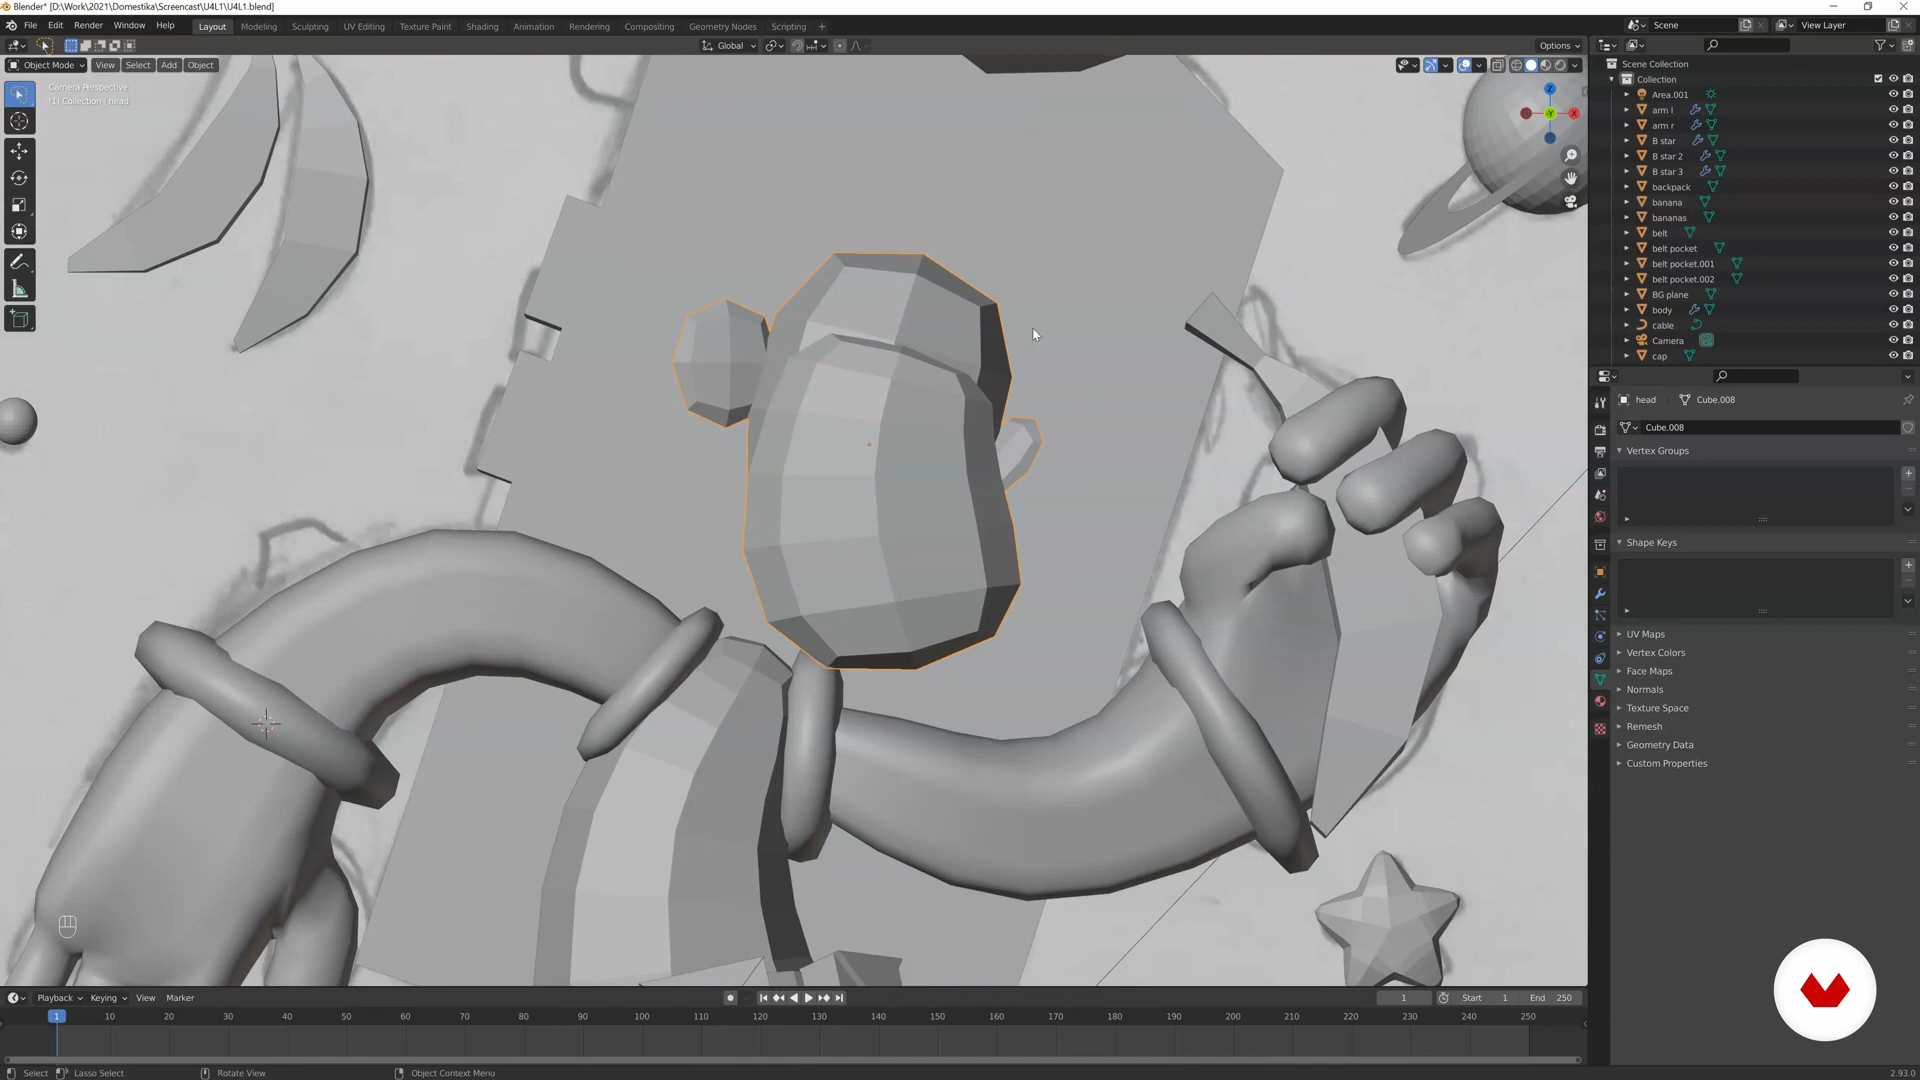 Blender* [D:\Work\2021\Domestika\Screencast\U4L1\U4L1.blend]
File Edit Render Window Help Layout Modeling Sculpting UV Editing Texture Paint Shading Animation Rendering Compositing Geometry Nodes Scripting + Scene View Layer
Global Options
Object Mode View Select Add Object
Camera Perspective
(1) Collection | head
Z
Y
X
Scene Collection
Collection
Area.001
arm l
arm r
B star
B star 2
B star 3
backpack
banana
bananas
belt
belt pocket
belt pocket.001
belt pocket.002
BG plane
body
cable
Camera
cap
head Cube.008
Cube.008
Vertex Groups
Shape Keys
UV Maps
Vertex Colors
Face Maps
Normals
Texture Space
Remesh
Geometry Data
Custom Properties
Playback Keying View Marker 1 Start 1 End 250
1 10 20 30 40 50 60 70 80 90 100 110 120 130 140 150 160 170 180 190 200 210 220 230 240 250
Select Lasso Select Rotate View Object Context Menu 2.93.0